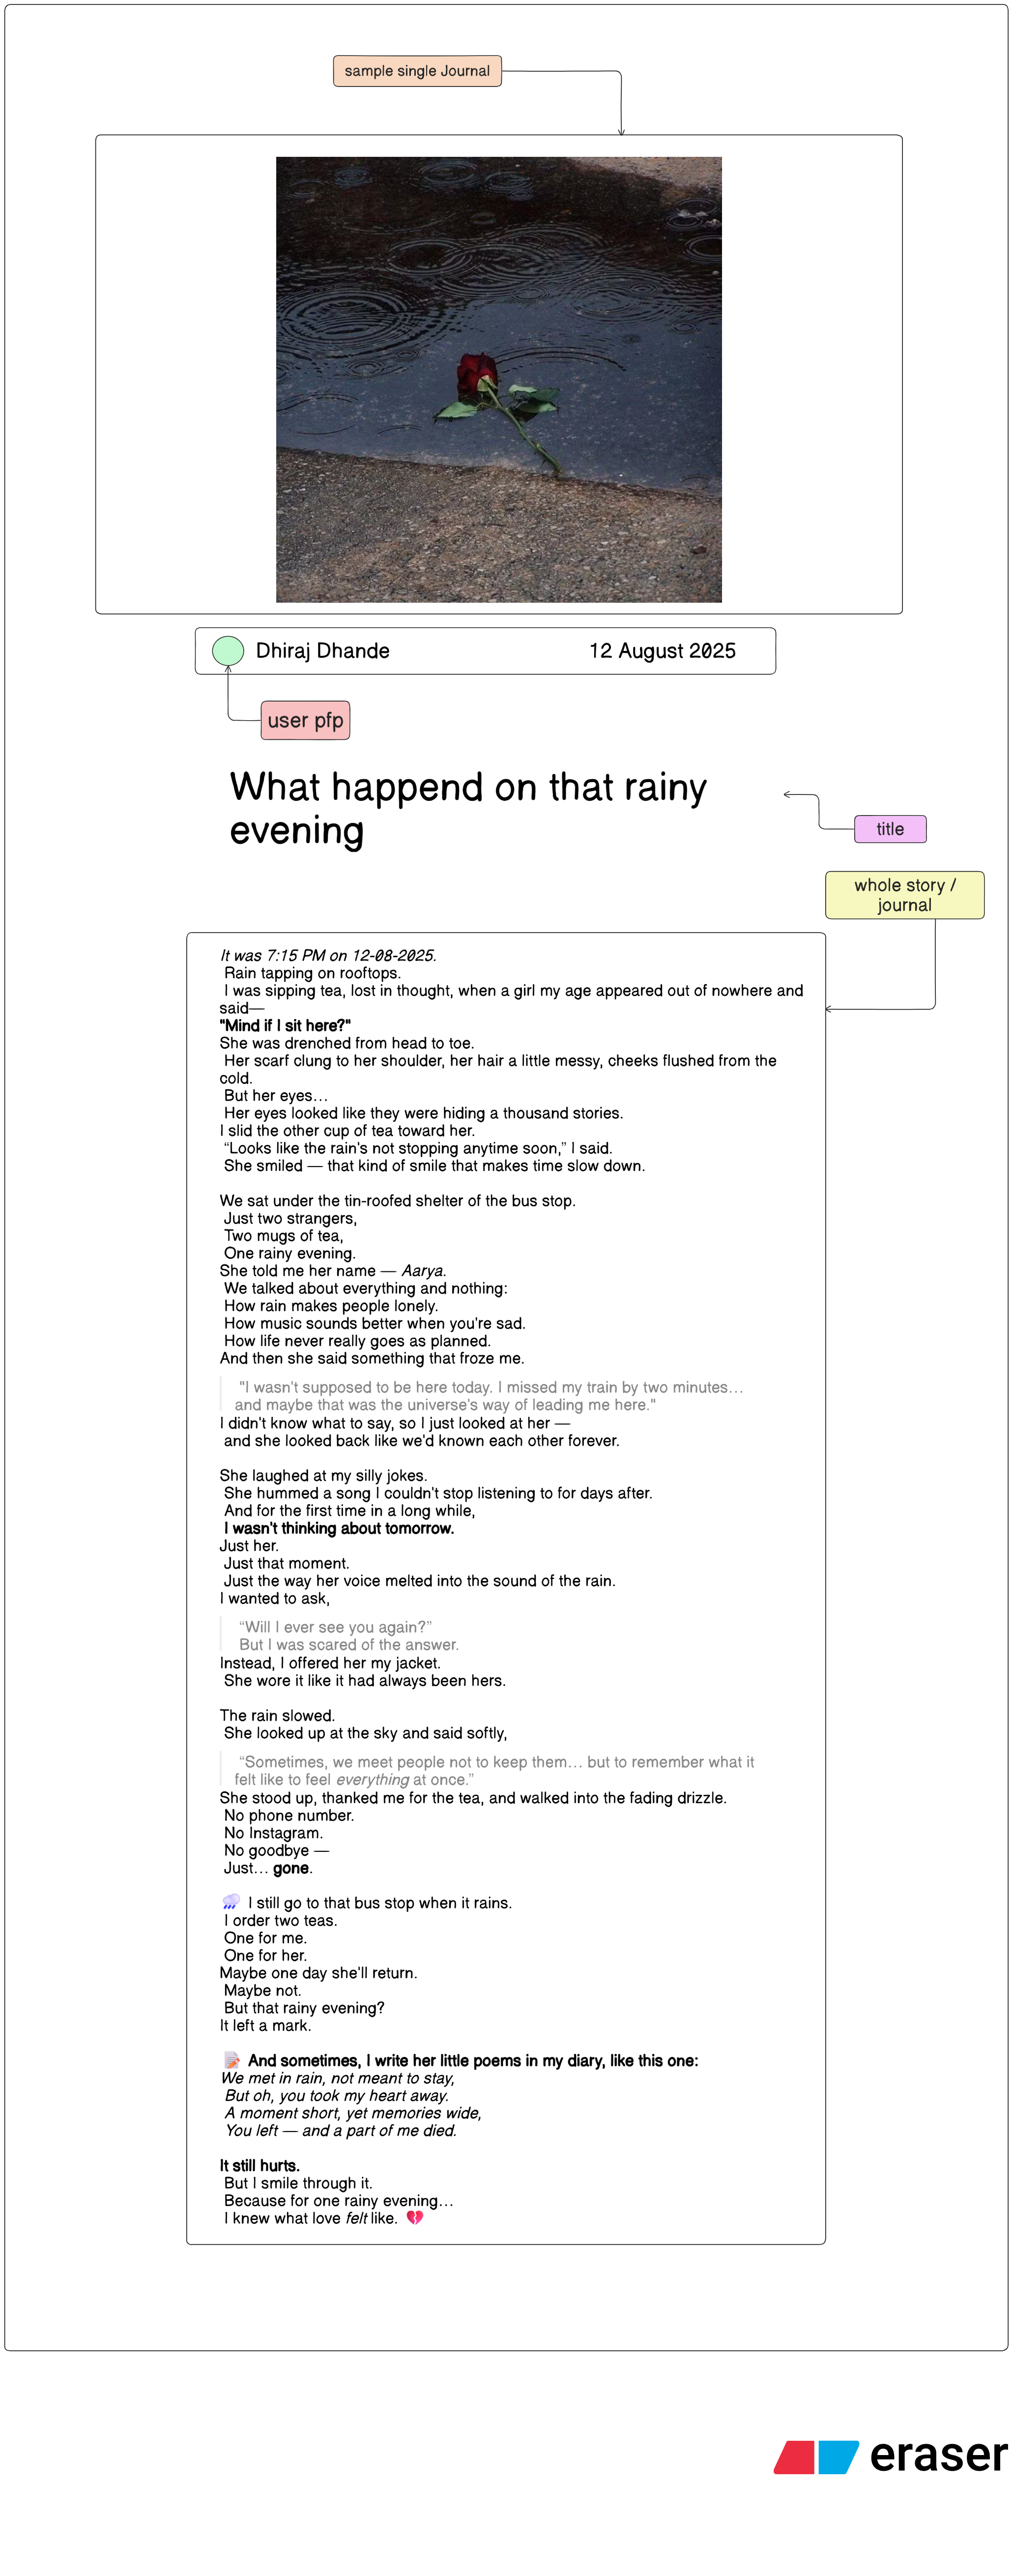 sample single Journal
Dhiraj Dhande
12 August 2025
user pfp
What happend on that rainy
evening
title
whole story /
journal
It was 7:15 PM on 12-08-2025.
Rain tapping on rooftops.
I was sipping tea, lost in thought, when a girl my age appeared out of nowhere and
said—
"Mind if I sit here?"
She was drenched from head to toe.
Her scarf clung to her shoulder, her hair a little messy, cheeks flushed from the
cold.
But her eyes…
Her eyes looked like they were hiding a thousand stories.
I slid the other cup of tea toward her.
“Looks like the rain's not stopping anytime soon,” I said.
She smiled — that kind of smile that makes time slow down.
We sat under the tin-roofed shelter of the bus stop.
Just two strangers,
Two mugs of tea,
One rainy evening.
She told me her name — Aarya.
We talked about everything and nothing:
How rain makes people lonely.
How music sounds better when you're sad.
How life never really goes as planned.
And then she said something that froze me.
"I wasn't supposed to be here today. I missed my train by two minutes…
and maybe that was the universe's way of leading me here."
I didn't know what to say, so I just looked at her —
and she looked back like we'd known each other forever.
She laughed at my silly jokes.
She hummed a song I couldn't stop listening to for days after.
And for the first time in a long while,
I wasn't thinking about tomorrow.
Just her.
Just that moment.
Just the way her voice melted into the sound of the rain.
I wanted to ask,
“Will I ever see you again?”
But I was scared of the answer.
Instead, I offered her my jacket.
She wore it like it had always been hers.
The rain slowed.
She looked up at the sky and said softly,
“Sometimes, we meet people not to keep them… but to remember what it
felt like to feel everything at once.”
She stood up, thanked me for the tea, and walked into the fading drizzle.
No phone number.
No Instagram.
No goodbye —
Just… gone.
🌧️ I still go to that bus stop when it rains.
I order two teas.
One for me.
One for her.
Maybe one day she'll return.
Maybe not.
But that rainy evening?
It left a mark.
📝 And sometimes, I write her little poems in my diary, like this one:
We met in rain, not meant to stay,
But oh, you took my heart away.
A moment short, yet memories wide,
You left — and a part of me died.
It still hurts.
But I smile through it.
Because for one rainy evening…
I knew what love felt like. 💔
eraser